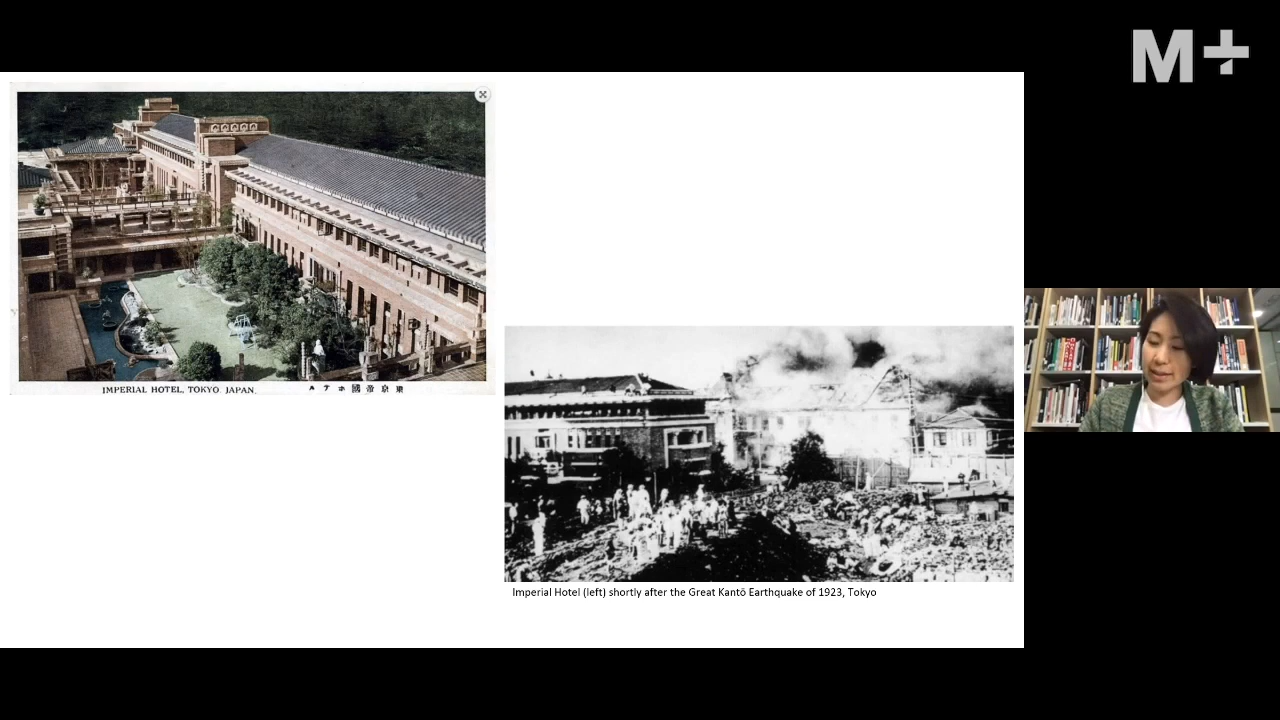 M+
IMPERIAL HOTEL, TOKYO. JAPAN. ルテホ國帝京東
Imperial Hotel (left) shortly after the Great Kantō Earthquake of 1923, Tokyo